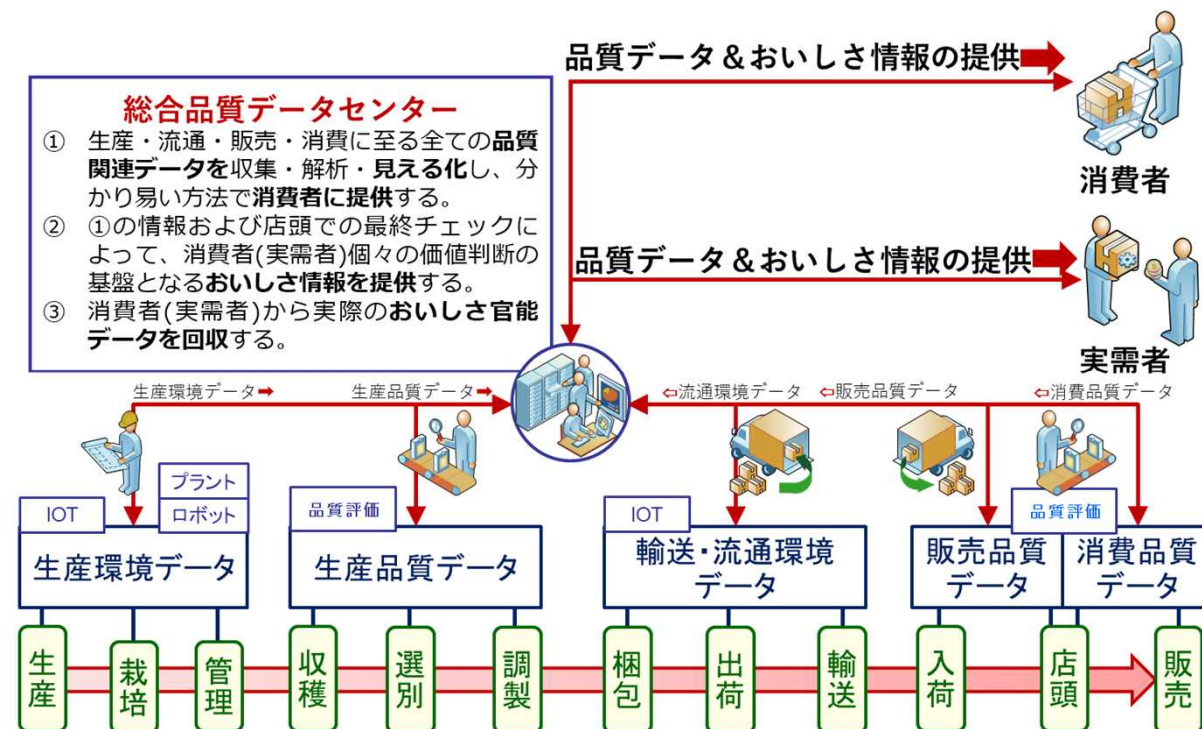 品質データ＆おいしさ情報の提供
消費者
総合品質データセンター
① 生産・流通・販売・消費に至る全ての品質
関連データを収集・解析・見える化し、分
かり易い方法で消費者に提供する。
② ①の情報および店頭での最終チェックに
よって、消費者(実需者)個々の価値判断の
基盤となるおいしさ情報を提供する。
③ 消費者(実需者)から実際のおいしさ官能
データを回収する。
品質データ＆おいしさ情報の提供
実需者
生産環境データ➡
生産品質データ➡
⇦流通環境データ
⇦販売品質データ
⇦消費品質データ
IOT
プラント
ロボット
生産環境データ
品質評価
生産品質データ
IOT
輸送・流通環境
データ
品質評価
販売品質
データ
消費品質
データ
生産
栽培
管理
収穫
選別
調製
梱包
出荷
輸送
入荷
店頭
販売